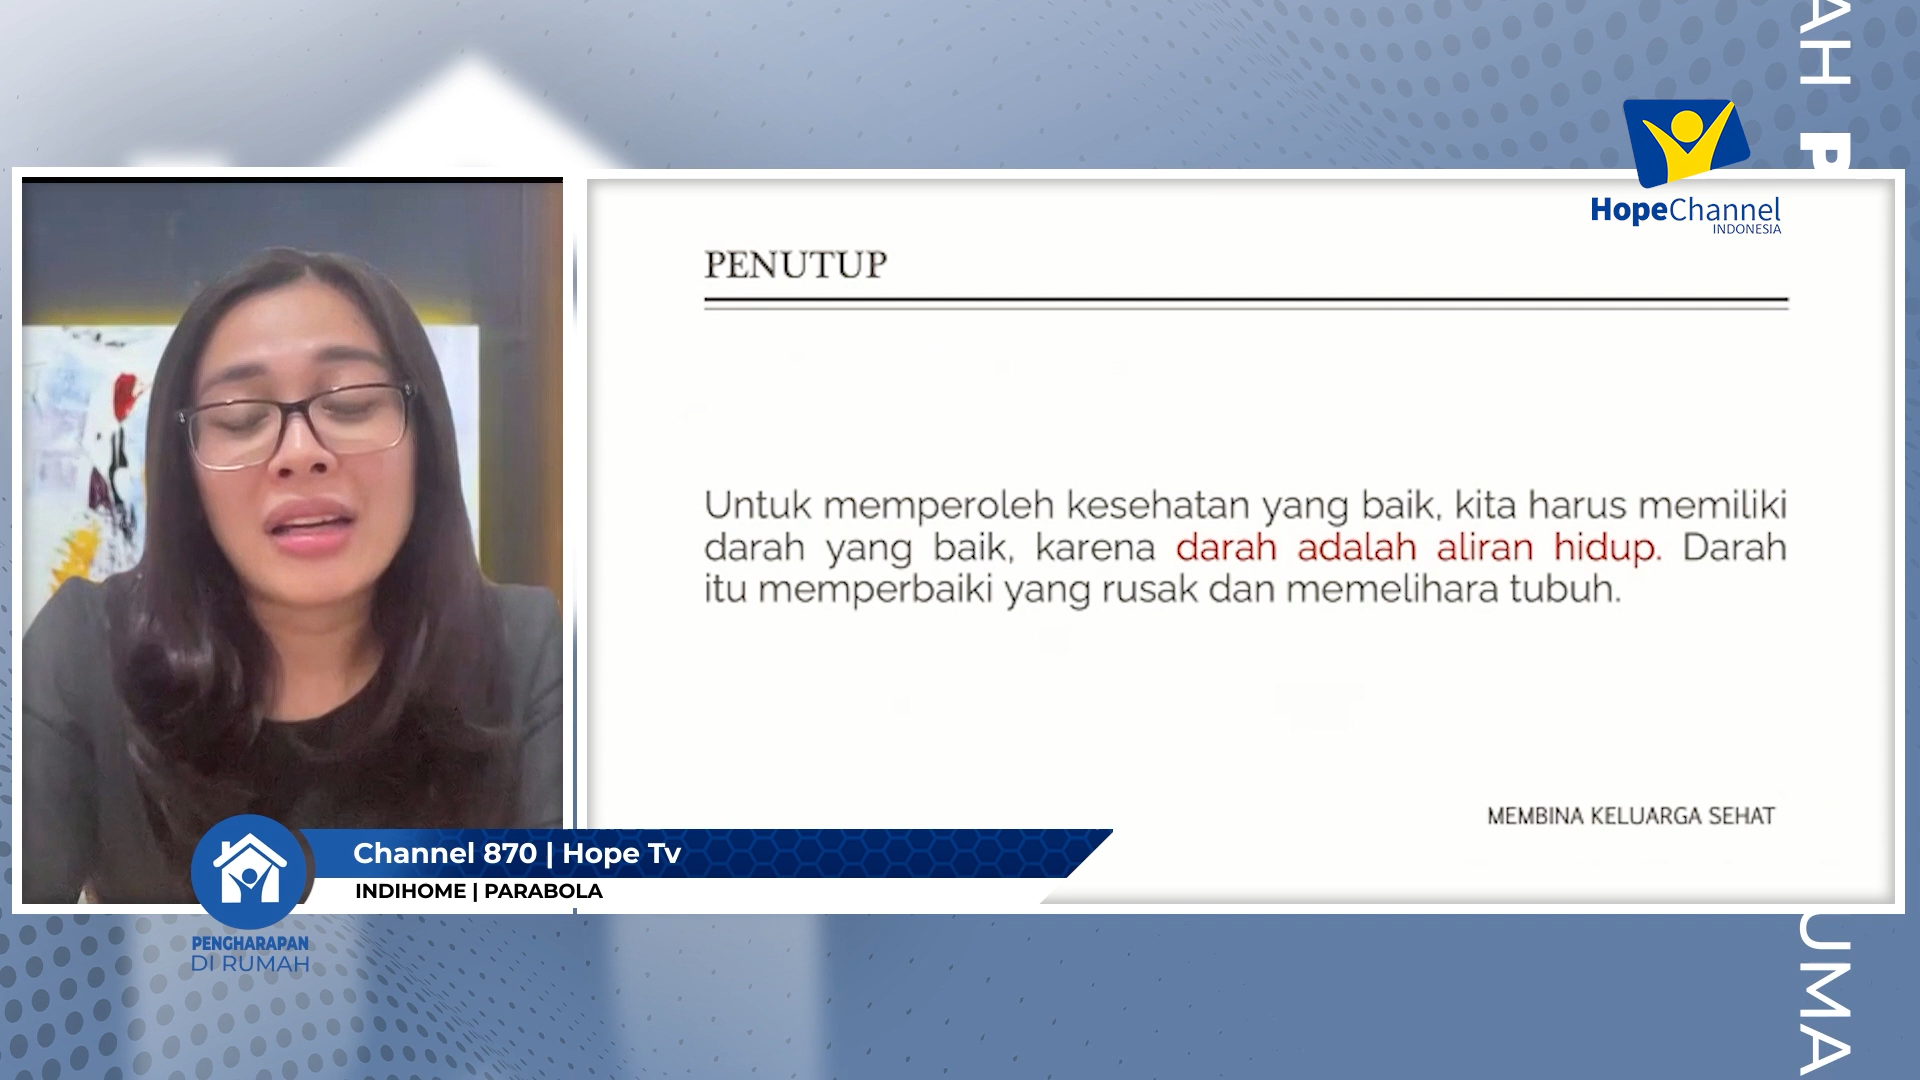 AH P
HopeChannel
INDONESIA
PENUTUP
Untuk memperoleh kesehatan yang baik, kita harus memiliki
darah yang baik, karena darah adalah aliran hidup. Darah
itu memperbaiki yang rusak dan memelihara tubuh.
MEMBINA KELUARGA SEHAT
Channel 870 | Hope Tv
INDIHOME | PARABOLA
PENGHARAPAN
DI RUMAH
UMA